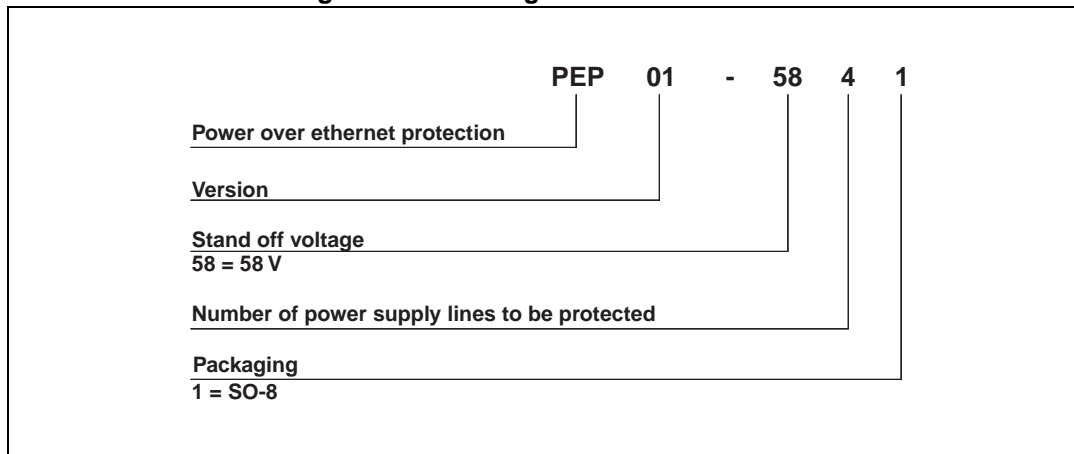 PEP 01 - 58 4 1
Power over ethernet protection
Version
Stand off voltage
58 = 58 V
Number of power supply lines to be protected
Packaging
1 = SO-8